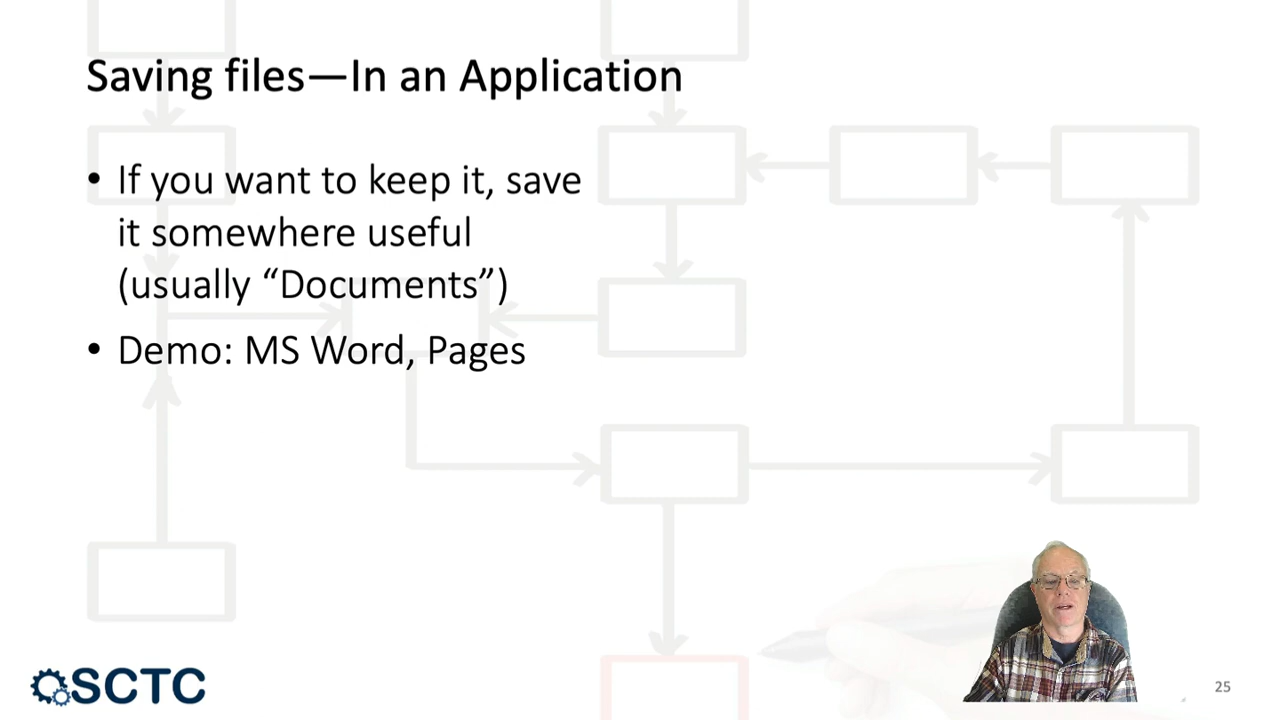 Saving files—In an Application
• If you want to keep it, save
it somewhere useful
(usually “Documents”)
• Demo: MS Word, Pages
SCTC
25